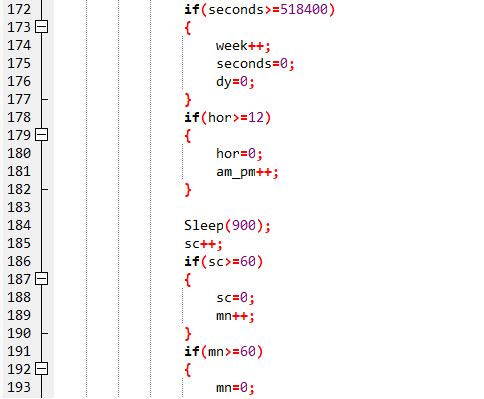 172 if(seconds>=518400)
173 {
174 week++;
175 seconds=0;
176 dy=0;
177 }
178 if(hor>=12)
179 {
180 hor=0;
181 am_pm++;
182 }
183
184 Sleep(900);
185 sc++;
186 if(sc>=60)
187 {
188 sc=0;
189 mn++;
190 }
191 if(mn>=60)
192 {
193 mn=0;